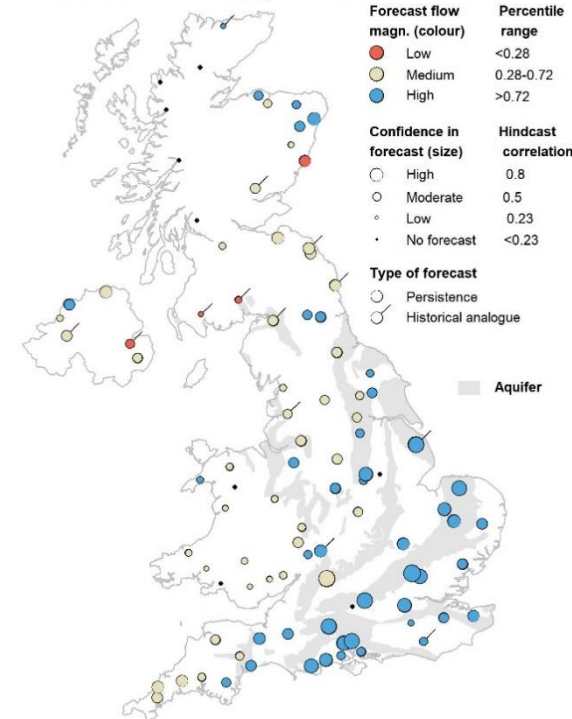 Forecast flow Percentile
magn. (colour) range
Low <0.28
Medium 0.28-0.72
High >0.72
Confidence in Hindcast
forecast (size) correlation
High 0.8
Moderate 0.5
Low 0.23
No forecast <0.23
Type of forecast
Persistence
Historical analogue
Aquifer